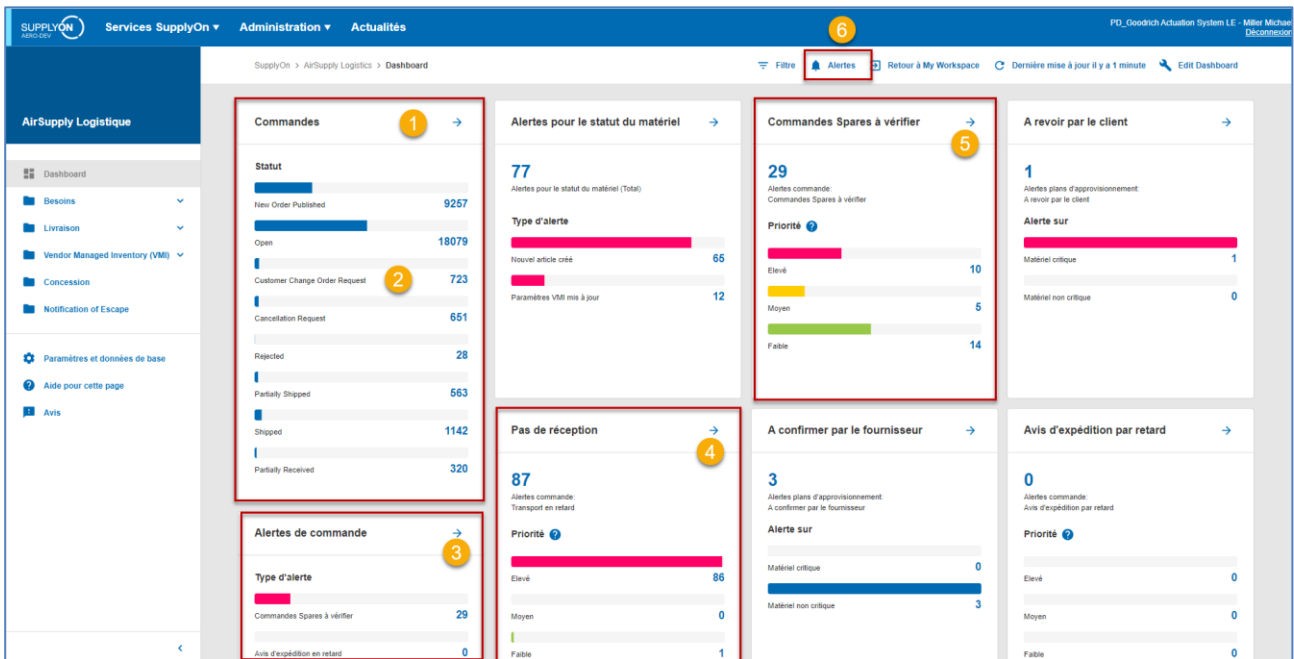 SUPPLYON
AERO-DEV
Services SupplyOn ▾ Administration ▾ Actualités
PD_Goodrich Actuation System LE - Miller Michael
Déconnexion
6
SupplyOn > AirSupply Logistics > Dashboard
Filtre Alertes Retour à My Workspace Dernière mise à jour il y a 1 minute Edit Dashboard
AirSupply Logistique
Dashboard
Besoins
Livraison
Vendor Managed Inventory (VMI)
Concession
Notification of Escape
Paramètres et données de base
Aide pour cette page
Avis
Commandes 1 →
Statut
New Order Published 9257
Open 18079
Customer Change Order Request 2 723
Cancellation Request 651
Rejected 28
Partially Shipped 563
Shipped 1142
Partially Received 320
Alertes de commande →
3
Type d'alerte
Commandes Spares à vérifier 29
Avis d'expédition en retard 0
Alertes pour le statut du matériel →
77
Alertes pour le statut du matériel (Total)
Type d'alerte
Nouvel article créé 65
Paramètres VMI mis à jour 12
Pas de réception →
4
87
Alertes commande:
Transport en retard
Priorité ?
Elevé 86
Moyen 0
Faible 1
Commandes Spares à vérifier →
5
29
Alertes commande:
Commandes Spares à vérifier
Priorité ?
Elevé 10
Moyen 5
Faible 14
A confirmer par le fournisseur →
3
Alertes plans d'approvisionnement:
A confirmer par le fournisseur
Alerte sur
Matériel critique 0
Matériel non critique 3
A revoir par le client →
1
Alertes plans d'approvisionnement:
A revoir par le client
Alerte sur
Matériel critique 1
Matériel non critique 0
Avis d'expédition par retard →
0
Alertes commande:
Avis d'expédition par retard
Priorité ?
Elevé 0
Moyen 0
Faible 0